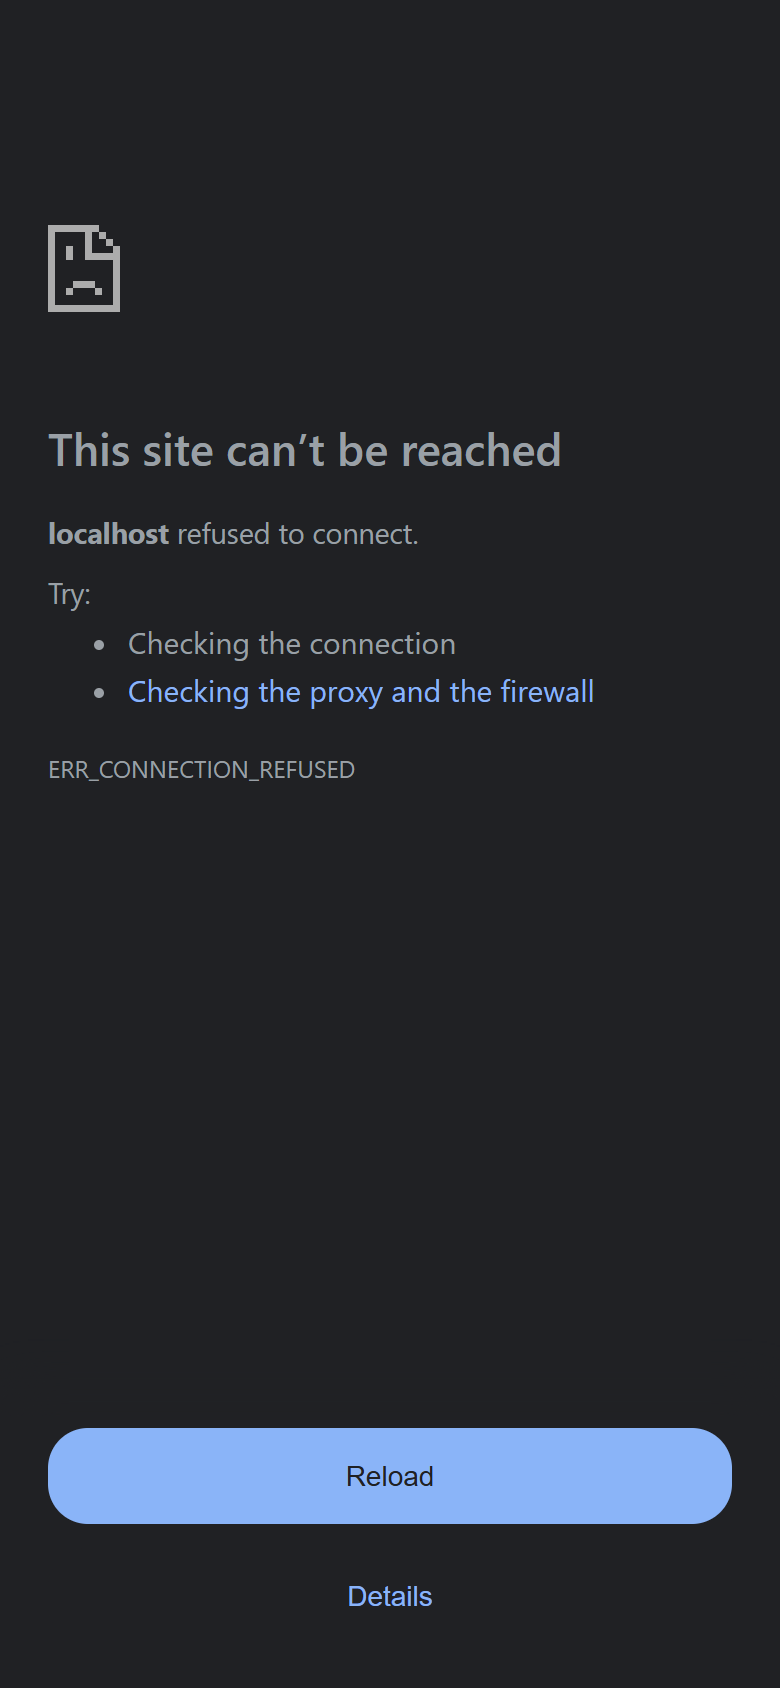 This site can’t be reached
localhost refused to connect.
Try:
Checking the connection
Checking the proxy and the firewall
ERR_CONNECTION_REFUSED
Reload
Details